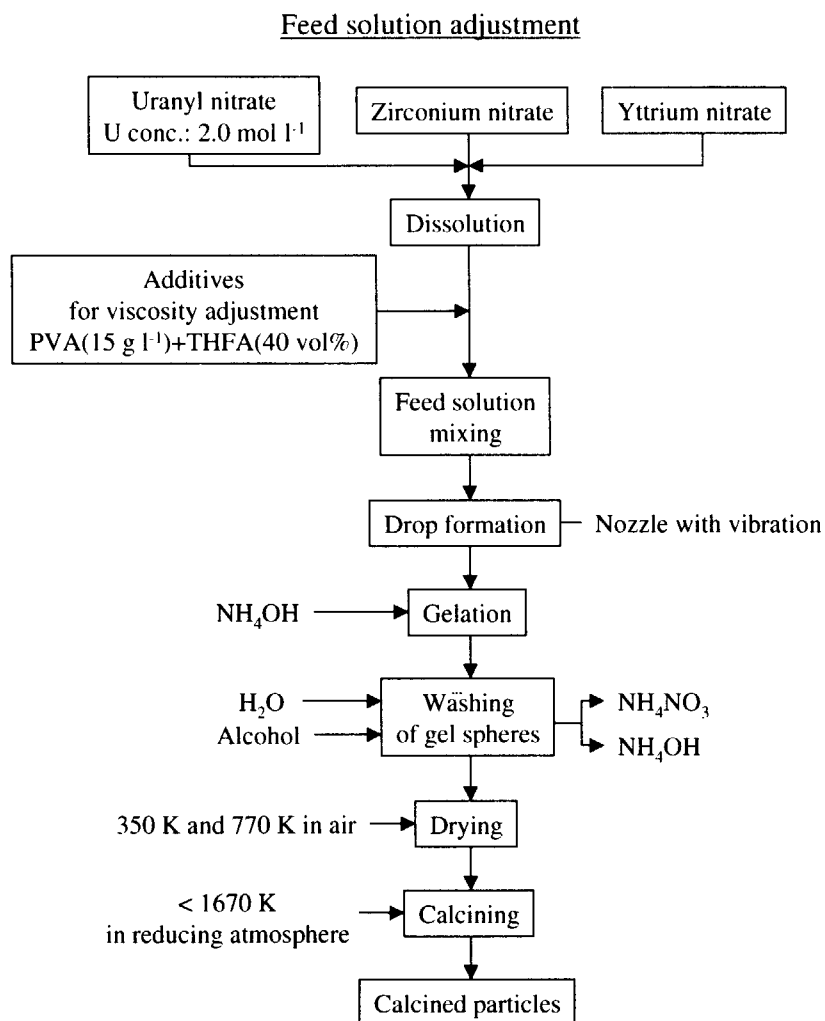 Feed solution adjustment
Uranyl nitrate
U conc.: 2.0 mol l⁻¹
Zirconium nitrate
Yttrium nitrate
Dissolution
Additives
for viscosity adjustment
PVA(15 g l⁻¹)+THFA(40 vol%)
Feed solution
mixing
Drop formation
Nozzle with vibration
NH₄OH
Gelation
H₂O
Alcohol
Washing
of gel spheres
NH₄NO₃
NH₄OH
350 K and 770 K in air
Drying
< 1670 K
in reducing atmosphere
Calcining
Calcined particles